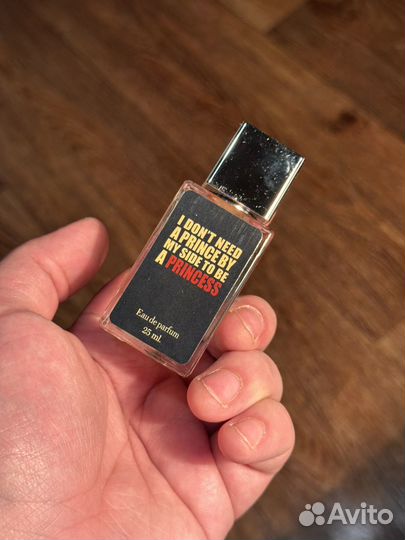 I DON'T NEED
A PRINCE BY
MY SIDE TO BE
A PRINCESS
Eau de parfum
25 ml.
Avito